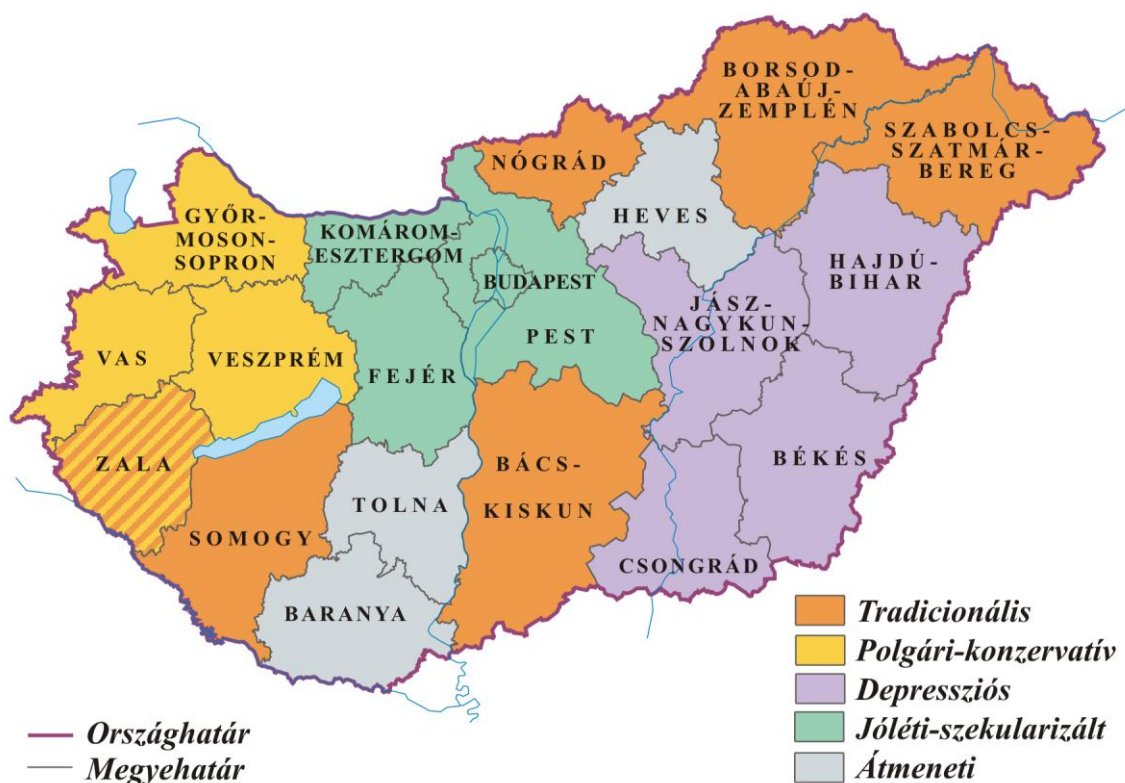 BORSOD-
ABAÚJ-
ZEMPLÉN
SZABOLCS-
SZATMÁR-
BEREG
NÓGRÁD
HEVES
GYŐR-
MOSON-
SOPRON
KOMÁROM-
ESZTERGOM
BUDAPEST
HAJDÚ-
BIHAR
JÁSZ-
NAGYKUN-
SZOLNOK
PEST
VAS
VESZPRÉM
FEJÉR
ZALA
BÁCS-
KISKUN
BÉKÉS
TOLNA
SOMOGY
CSONGRÁD
BARANYA
Tradicionális
Polgári-konzervatív
Depressziós
Jóléti-szekularizált
Átmeneti
Országhatár
Megyehatár